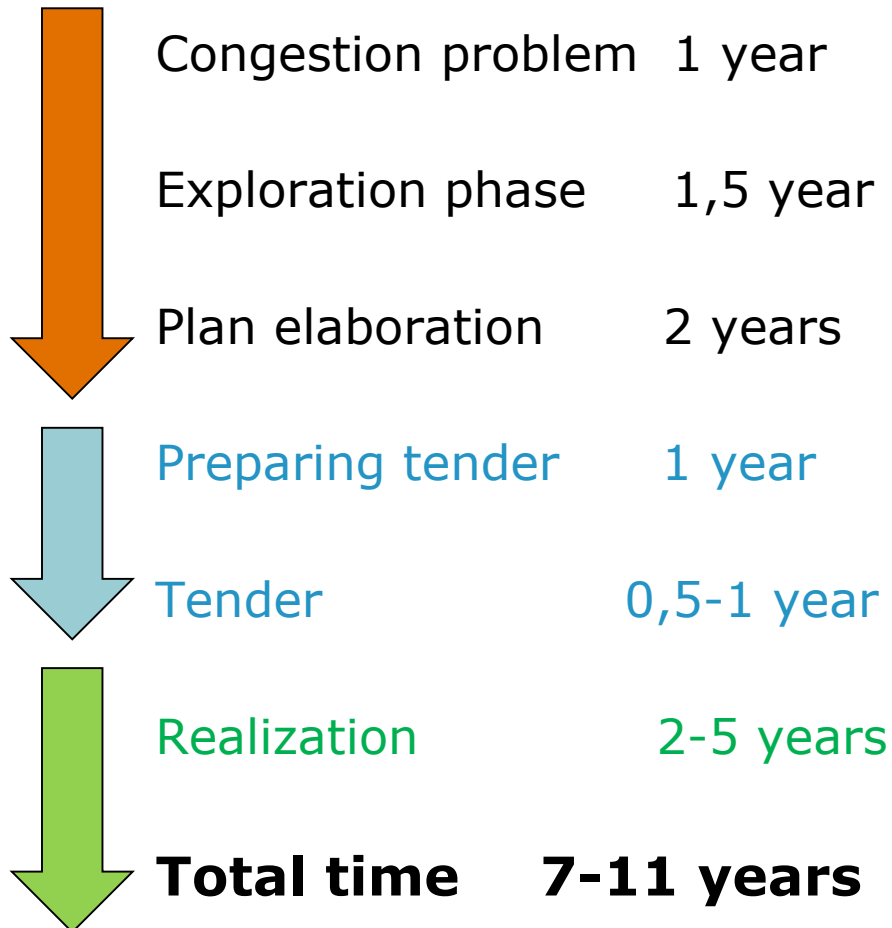 Congestion problem 1 year
Exploration phase 1,5 year
Plan elaboration 2 years
Preparing tender 1 year
Tender 0,5-1 year
Realization 2-5 years
Total time 7-11 years